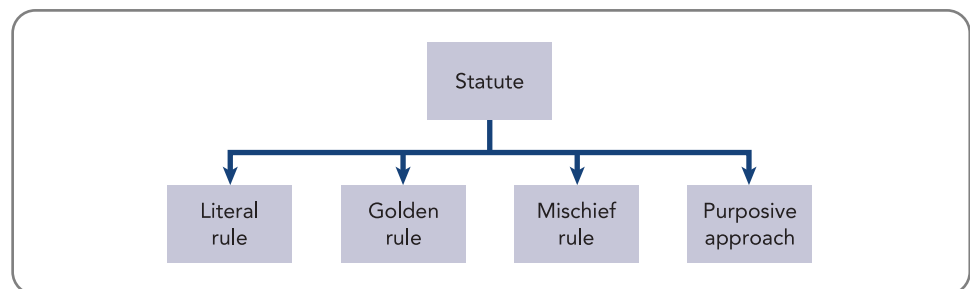 Statute
Literal
rule
Golden
rule
Mischief
rule
Purposive
approach